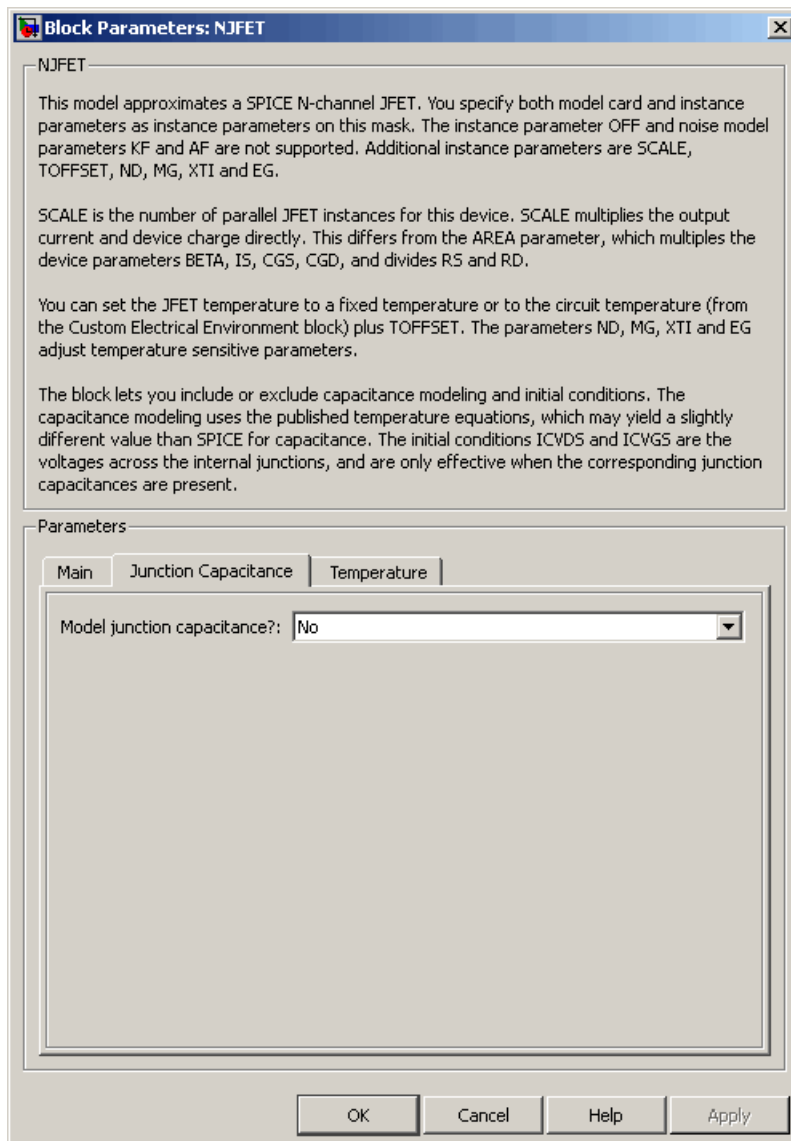 Block Parameters: NJFET
NJFET
This model approximates a SPICE N-channel JFET. You specify both model card and instance
parameters as instance parameters on this mask. The instance parameter OFF and noise model
parameters KF and AF are not supported. Additional instance parameters are SCALE,
TOFFSET, ND, MG, XTI and EG.
SCALE is the number of parallel JFET instances for this device. SCALE multiplies the output
current and device charge directly. This differs from the AREA parameter, which multiples the
device parameters BETA, IS, CGS, CGD, and divides RS and RD.
You can set the JFET temperature to a fixed temperature or to the circuit temperature (from
the Custom Electrical Environment block) plus TOFFSET. The parameters ND, MG, XTI and EG
adjust temperature sensitive parameters.
The block lets you include or exclude capacitance modeling and initial conditions. The
capacitance modeling uses the published temperature equations, which may yield a slightly
different value than SPICE for capacitance. The initial conditions ICVDS and ICVGS are the
voltages across the internal junctions, and are only effective when the corresponding junction
capacitances are present.
Parameters
Main Junction Capacitance Temperature
Model junction capacitance?: No
OK Cancel Help Apply